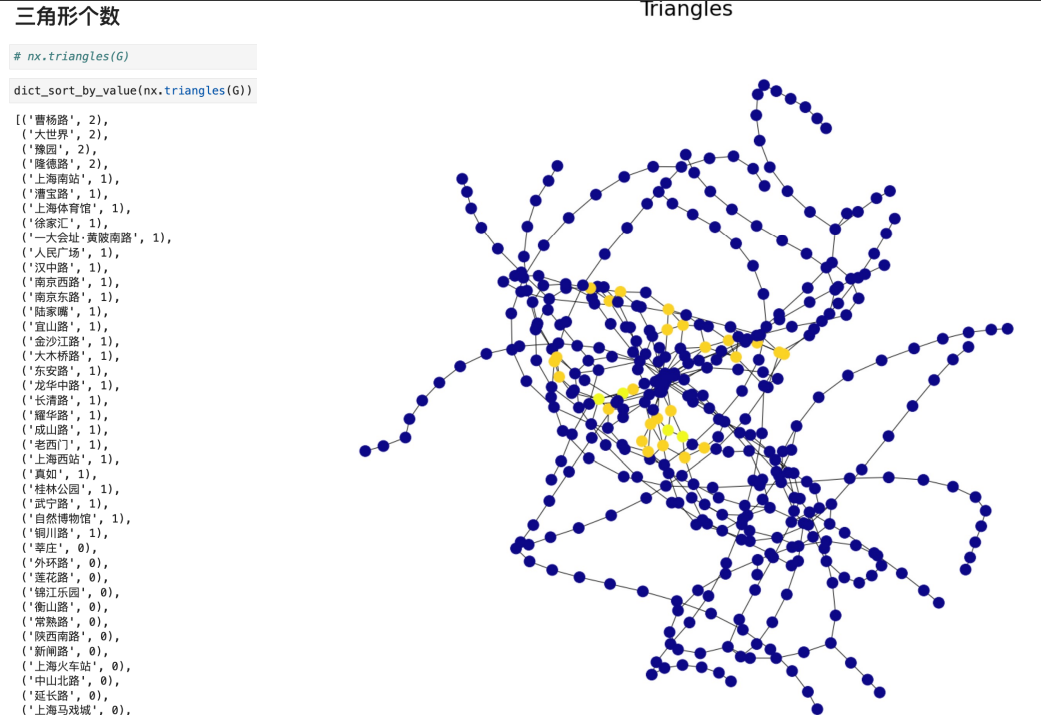 三角形个数
Triangles
# nx.triangles(G)
dict_sort_by_value(nx.triangles(G))
[('曹杨路', 2),
('大世界', 2),
('豫园', 2),
('隆德路', 2),
('上海南站', 1),
('漕宝路', 1),
('上海体育馆', 1),
('徐家汇', 1),
('一大会址·黄陂南路', 1),
('人民广场', 1),
('汉中路', 1),
('南京西路', 1),
('南京东路', 1),
('陆家嘴', 1),
('宜山路', 1),
('金沙江路', 1),
('大木桥路', 1),
('东安路', 1),
('龙华中路', 1),
('长清路', 1),
('耀华路', 1),
('成山路', 1),
('老西门', 1),
('上海西站', 1),
('真如', 1),
('桂林公园', 1),
('武宁路', 1),
('自然博物馆', 1),
('铜川路', 1),
('莘庄', 0),
('外环路', 0),
('莲花路', 0),
('锦江乐园', 0),
('衡山路', 0),
('常熟路', 0),
('陕西南路', 0),
('新闸路', 0),
('上海火车站', 0),
('中山北路', 0),
('延长路', 0),
('上海马戏城', 0),